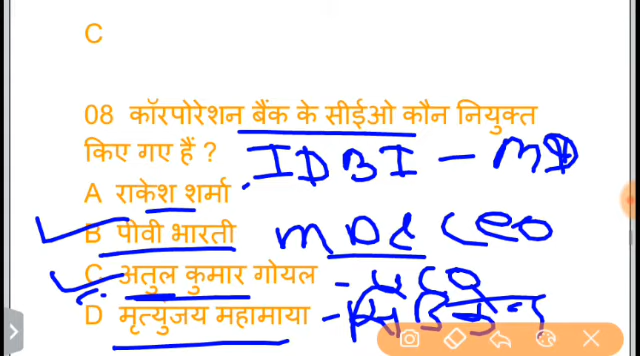 C
08 कॉरपोरेशन बैंक के सीईओ कौन नियुक्त
किए गए हैं ?
IDBI - MD
A राकेश शर्मा
B पीवी भारती MD & CEO
C अतुल कुमार गोयल - UCO
D मृत्युजय महामाया -